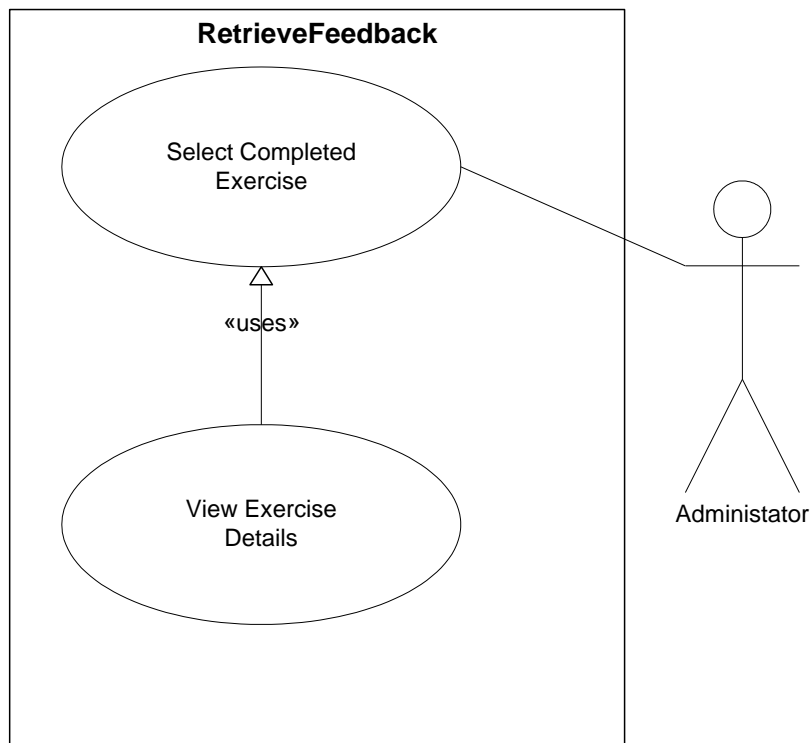 RetrieveFeedback
Select Completed
Exercise
«uses»
View Exercise
Details
Administator